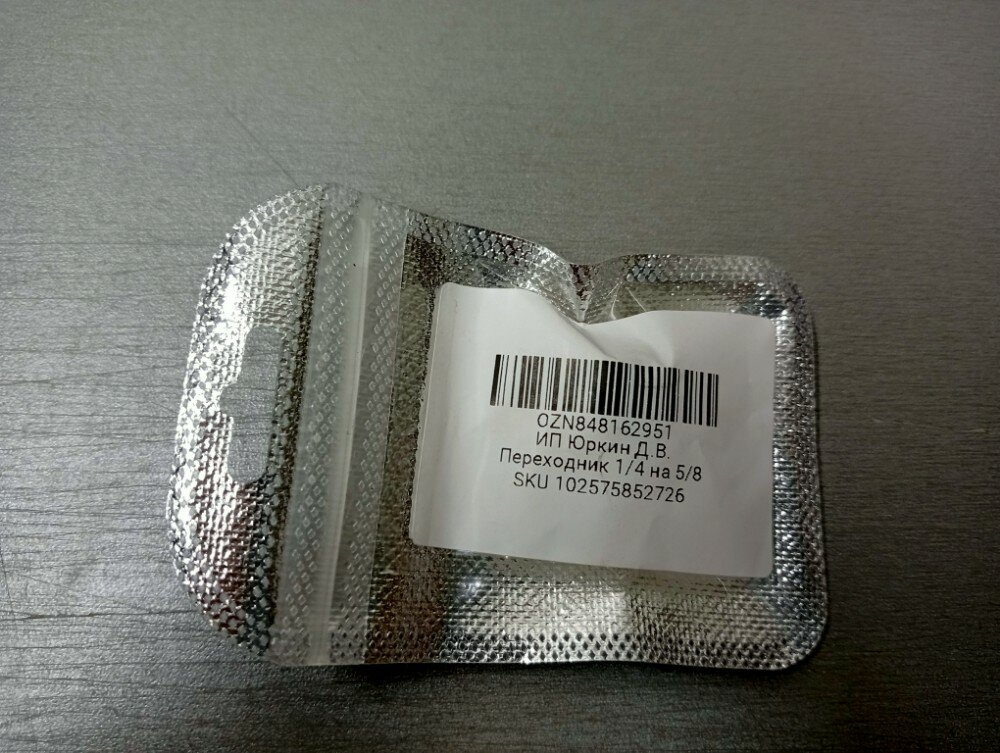 OZN848162951
ИП Юркин Д.В.
Переходник 1/4 на 5/8
SKU 102575852726